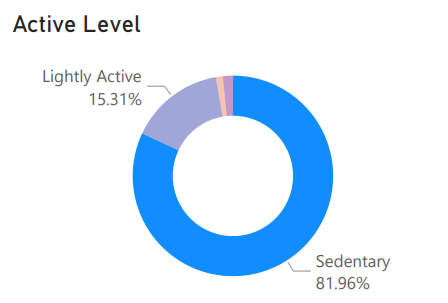 Active Level
Lightly Active
15.31%
Sedentary
81.96%